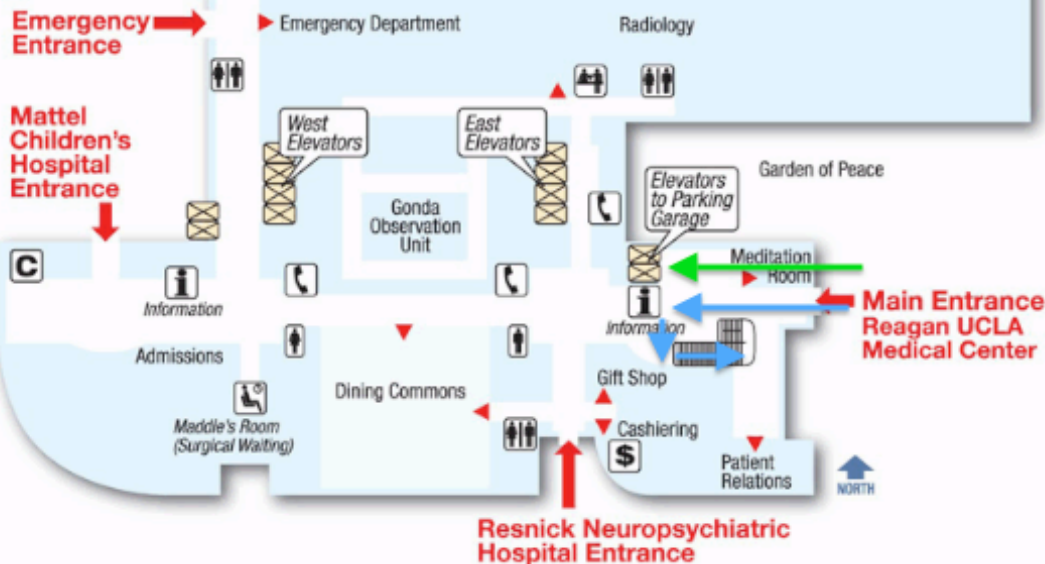 Emergency
Entrance
Emergency Department
Radiology
Mattel
Children's
Hospital
Entrance
West
Elevators
East
Elevators
Elevators
to Parking
Garage
Garden of Peace
Gonda
Observation
Unit
C
i
Information
Meditation
Room
i
Information
Main Entrance
Reagan UCLA
Medical Center
Admissions
Dining Commons
Gift Shop
Maddie's Room
(Surgical Waiting)
Cashiering
$
Patient
Relations
NORTH
Resnick Neuropsychiatric
Hospital Entrance